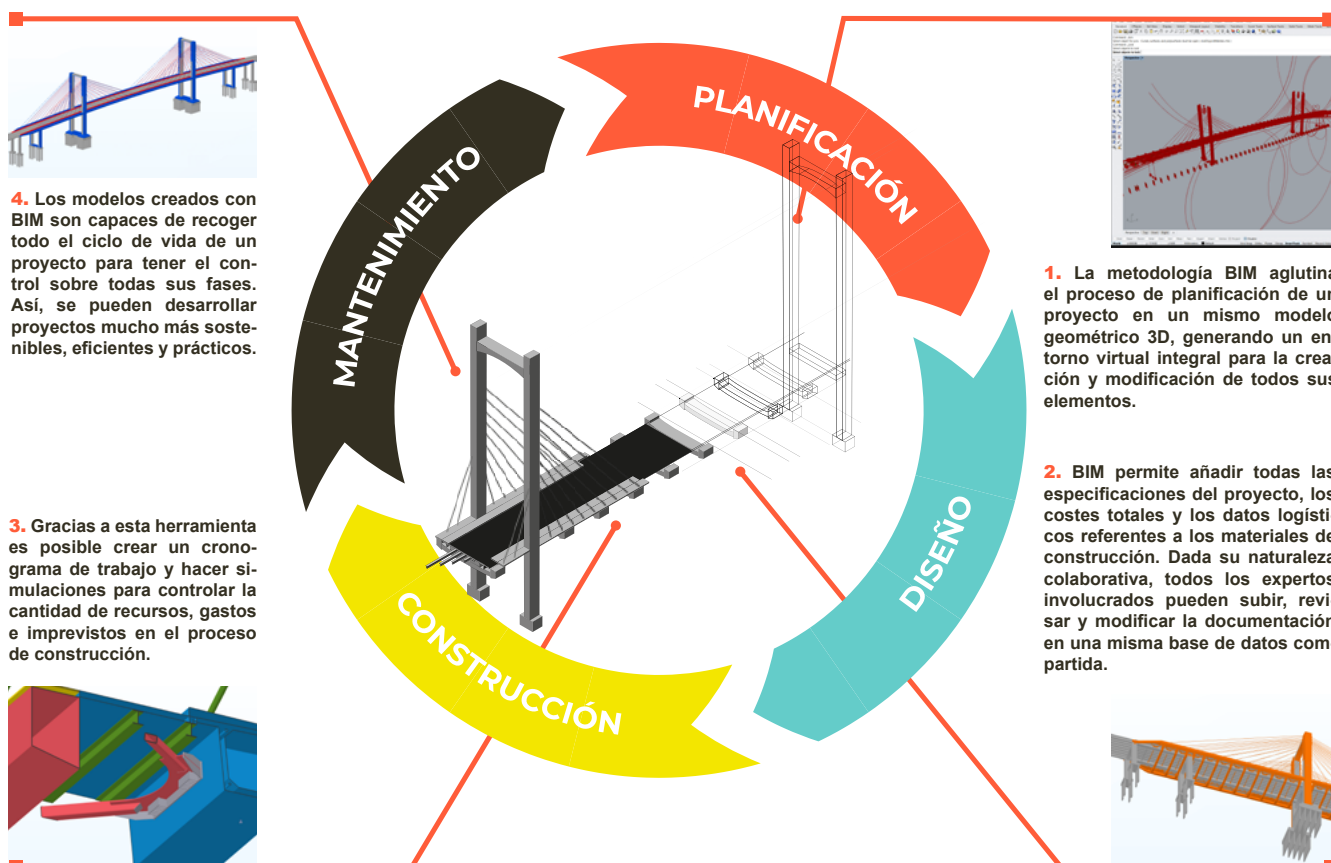 PLANIFICACIÓN
MANTENIMIENTO
DISEÑO
CONSTRUCCIÓN
4. Los modelos creados con
BIM son capaces de recoger
todo el ciclo de vida de un
proyecto para tener el con-
trol sobre todas sus fases.
Así, se pueden desarrollar
proyectos mucho más soste-
nibles, eficientes y prácticos.
3. Gracias a esta herramienta
es posible crear un crono-
grama de trabajo y hacer si-
mulaciones para controlar la
cantidad de recursos, gastos
e imprevistos en el proceso
de construcción.
1. La metodología BIM aglutina
el proceso de planificación de un
proyecto en un mismo modelo
geométrico 3D, generando un en
torno virtual integral para la crea
ción y modificación de todos sus
elementos.
2. BIM permite añadir todas las
especificaciones del proyecto, los
costes totales y los datos logísti
cos referentes a los materiales de
construcción. Dada su naturaleza
colaborativa, todos los expertos
involucrados pueden subir, revi
sar y modificar la documentación
en una misma base de datos com
partida.